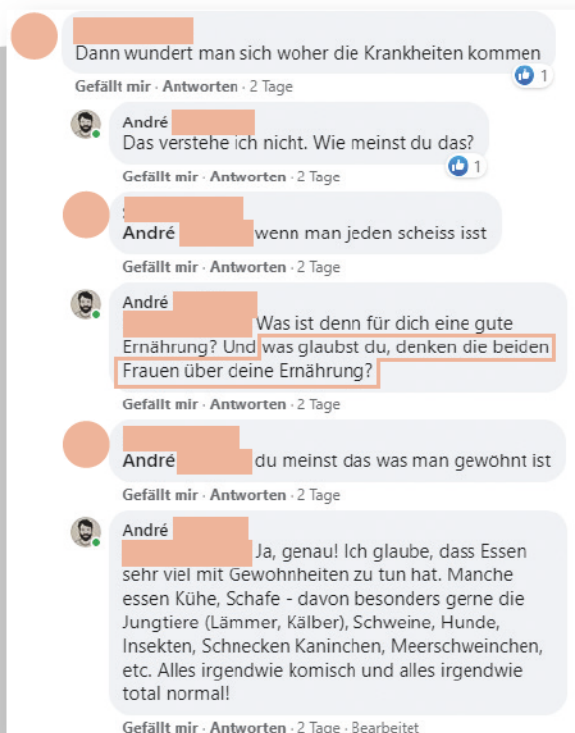 Dann wundert man sich woher die Krankheiten kommen
1
Gefällt mir · Antworten · 2 Tage
André
Das verstehe ich nicht. Wie meinst du das?
1
Gefällt mir · Antworten · 2 Tage
André wenn man jeden scheiss isst
Gefällt mir · Antworten · 2 Tage
André
Was ist denn für dich eine gute
Ernährung? Und was glaubst du, denken die beiden
Frauen über deine Ernährung?
Gefällt mir · Antworten · 2 Tage
André du meinst das was man gewöhnt ist
Gefällt mir · Antworten · 2 Tage
André
Ja, genau! Ich glaube, dass Essen
sehr viel mit Gewohnheiten zu tun hat. Manche
essen Kühe, Schafe - davon besonders gerne die
Jungtiere (Lämmer, Kälber), Schweine, Hunde,
Insekten, Schnecken Kaninchen, Meerschweinchen,
etc. Alles irgendwie komisch und alles irgendwie
total normal!
Gefällt mir · Antworten · 2 Tage · Bearbeitet